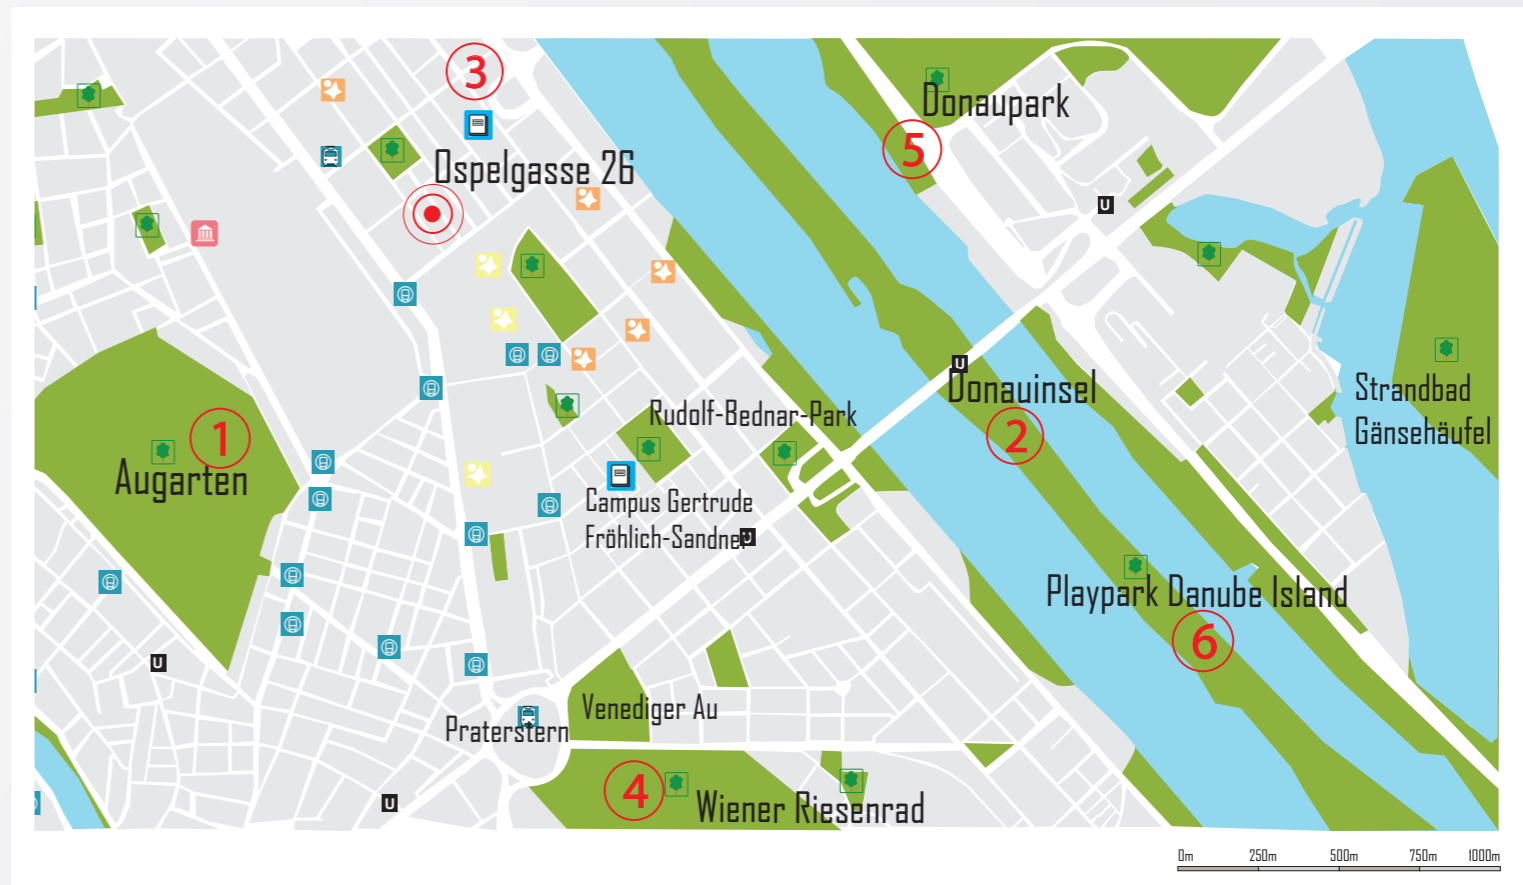 3
Donaupark
5
Ospelgasse 26
U
U
Donauinsel
2
Strandbad
Gänsehäufel
Rudolf-Bednar-Park
1
Augarten
Campus Gertrude
Fröhlich-Sandner
U
Playpark Danube Island
6
U
Venediger Au
Praterstern
4
Wiener Riesenrad
U
0m 250m 500m 750m 1000m